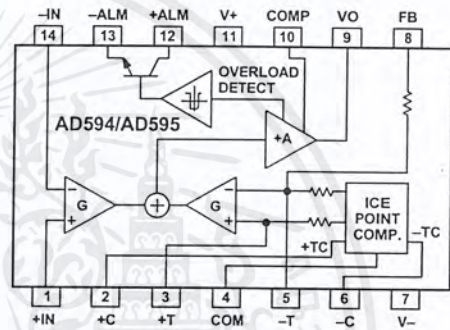 –IN –ALM +ALM V+ COMP VO FB
14 13 12 11 10 9 8
OVERLOAD
DETECT
AD594/AD595
+A
– G +
– G +
ICE
POINT
COMP.
+TC
–TC
1 2 3 4 5 6 7
+IN +C +T COM –T –C V–